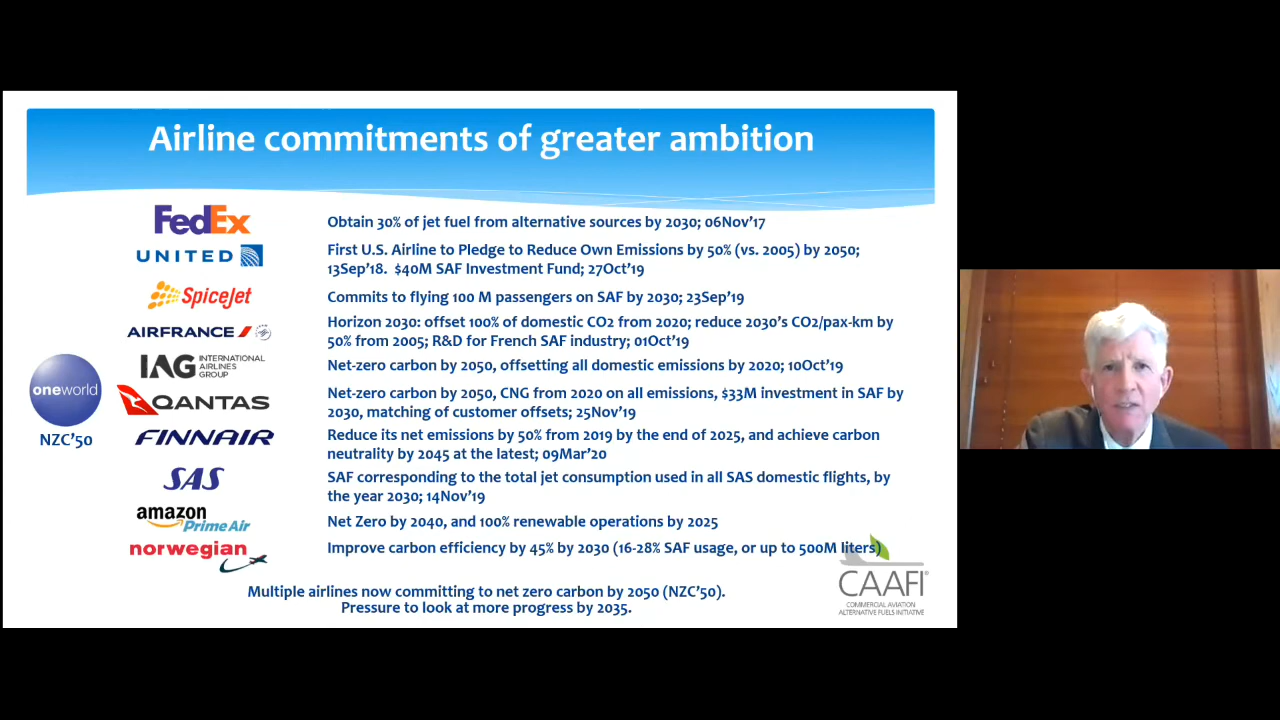 Airline commitments of greater ambition
FedEx
Obtain 30% of jet fuel from alternative sources by 2030; 06Nov'17
UNITED
First U.S. Airline to Pledge to Reduce Own Emissions by 50% (vs. 2005) by 2050;
13Sep'18. $40M SAF Investment Fund; 27Oct'19
SpiceJet
Commits to flying 100 M passengers on SAF by 2030; 23Sep'19
AIRFRANCE
Horizon 2030: offset 100% of domestic CO2 from 2020; reduce 2030's CO2/pax-km by
50% from 2005; R&D for French SAF industry; 01Oct'19
IAG
INTERNATIONAL
AIRLINES
GROUP
Net-zero carbon by 2050, offsetting all domestic emissions by 2020; 10Oct'19
oneworld
NZC'50
QANTAS
Net-zero carbon by 2050, CNG from 2020 on all emissions, $33M investment in SAF by
2030, matching of customer offsets; 25Nov'19
FINNAIR
Reduce its net emissions by 50% from 2019 by the end of 2025, and achieve carbon
neutrality by 2045 at the latest; 09Mar'20
SAS
SAF corresponding to the total jet consumption used in all SAS domestic flights, by
the year 2030; 14Nov'19
amazon
Prime Air
Net Zero by 2040, and 100% renewable operations by 2025
norwegian
Improve carbon efficiency by 45% by 2030 (16-28% SAF usage, or up to 500M liters)
Multiple airlines now committing to net zero carbon by 2050 (NZC'50).
Pressure to look at more progress by 2035.
CAAFI®
COMMERCIAL AVIATION
ALTERNATIVE FUELS INITIATIVE